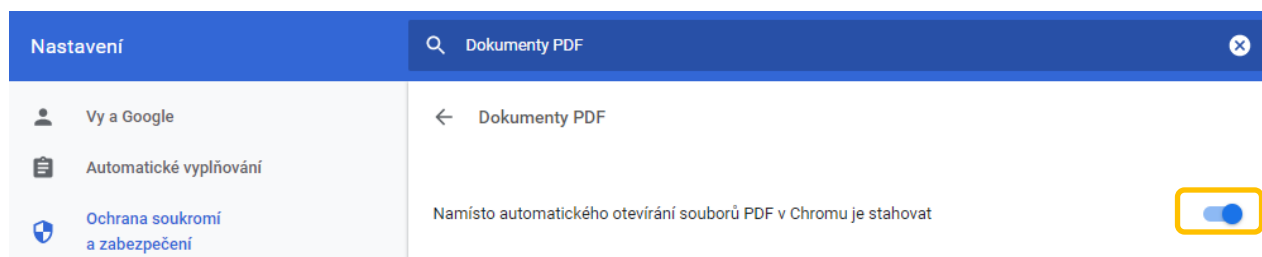 Nastavení
Dokumenty PDF
Vy a Google
Automatické vyplňování
Ochrana soukromí
a zabezpečení
Dokumenty PDF
Namísto automatického otevírání souborů PDF v Chromu je stahovat